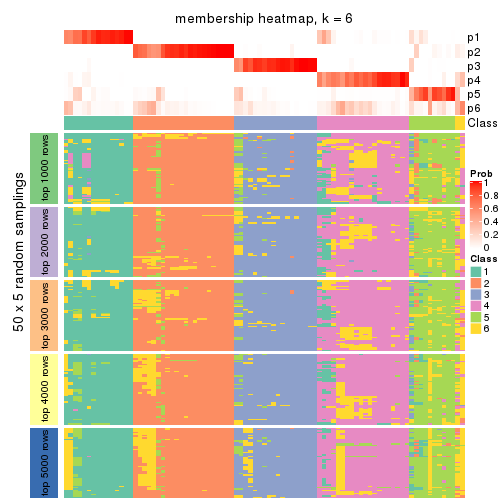 membership heatmap, k = 6
p1
p2
p3
p4
p5
p6
Class
50 x 5 random samplings
top 1000 rows
top 2000 rows
top 3000 rows
top 4000 rows
top 5000 rows
Prob
1
0.8
0.6
0.4
0.2
0
Class
1
2
3
4
5
6